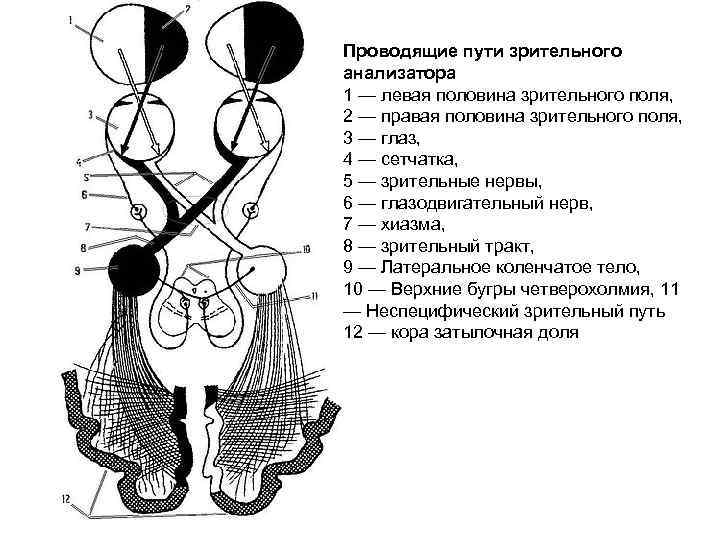 1
2
3
4
5
6
7
8
9
10
11
12
Проводящие пути зрительного
анализатора
1 — левая половина зрительного поля,
2 — правая половина зрительного поля,
3 — глаз,
4 — сетчатка,
5 — зрительные нервы,
6 — глазодвигательный нерв,
7 — хиазма,
8 — зрительный тракт,
9 — Латеральное коленчатое тело,
10 — Верхние бугры четверохолмия, 11
— Неспецифический зрительный путь
12 — кора затылочная доля